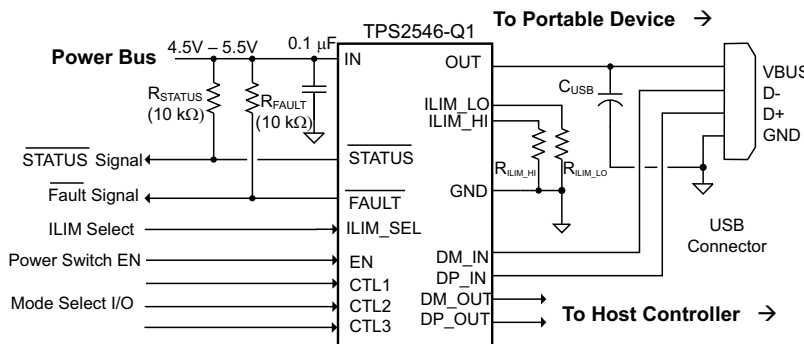 TPS2546-Q1
To Portable Device →
Power Bus
4.5V – 5.5V
0.1 μF
IN
OUT
VBUS
D-
D+
GND
CUSB
RSTATUS
(10 kΩ)
RFAULT
(10 kΩ)
ILIM_LO
ILIM_HI
RILIM_HI
RILIM_LO
STATUS Signal
STATUS
Fault Signal
FAULT
GND
ILIM Select
ILIM_SEL
USB
Connector
Power Switch EN
EN
DM_IN
DP_IN
CTL1
Mode Select I/O
CTL2
CTL3
DM_OUT
DP_OUT
To Host Controller →